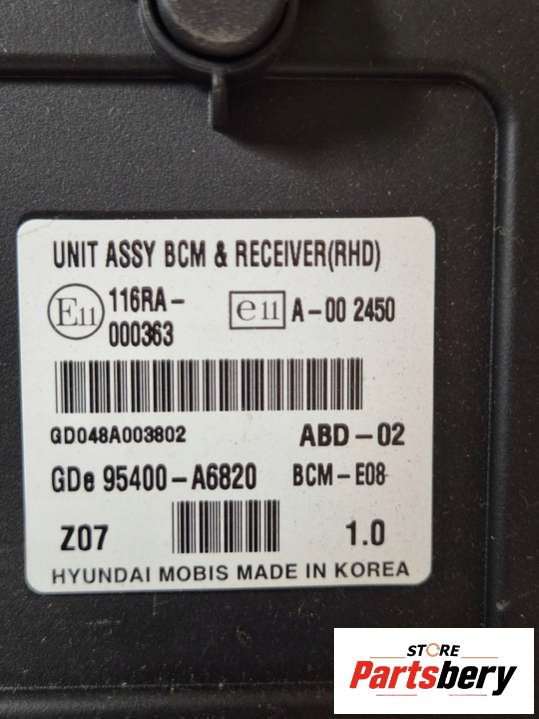 UNIT ASSY BCM & RECEIVER(RHD)
E11 116RA-
000363
e11 A-00 2450
GD048A003802 ABD-02
GDe 95400-A6820 BCM-E08
Z07 1.0
HYUNDAI MOBIS MADE IN KOREA
STORE
Partsbery